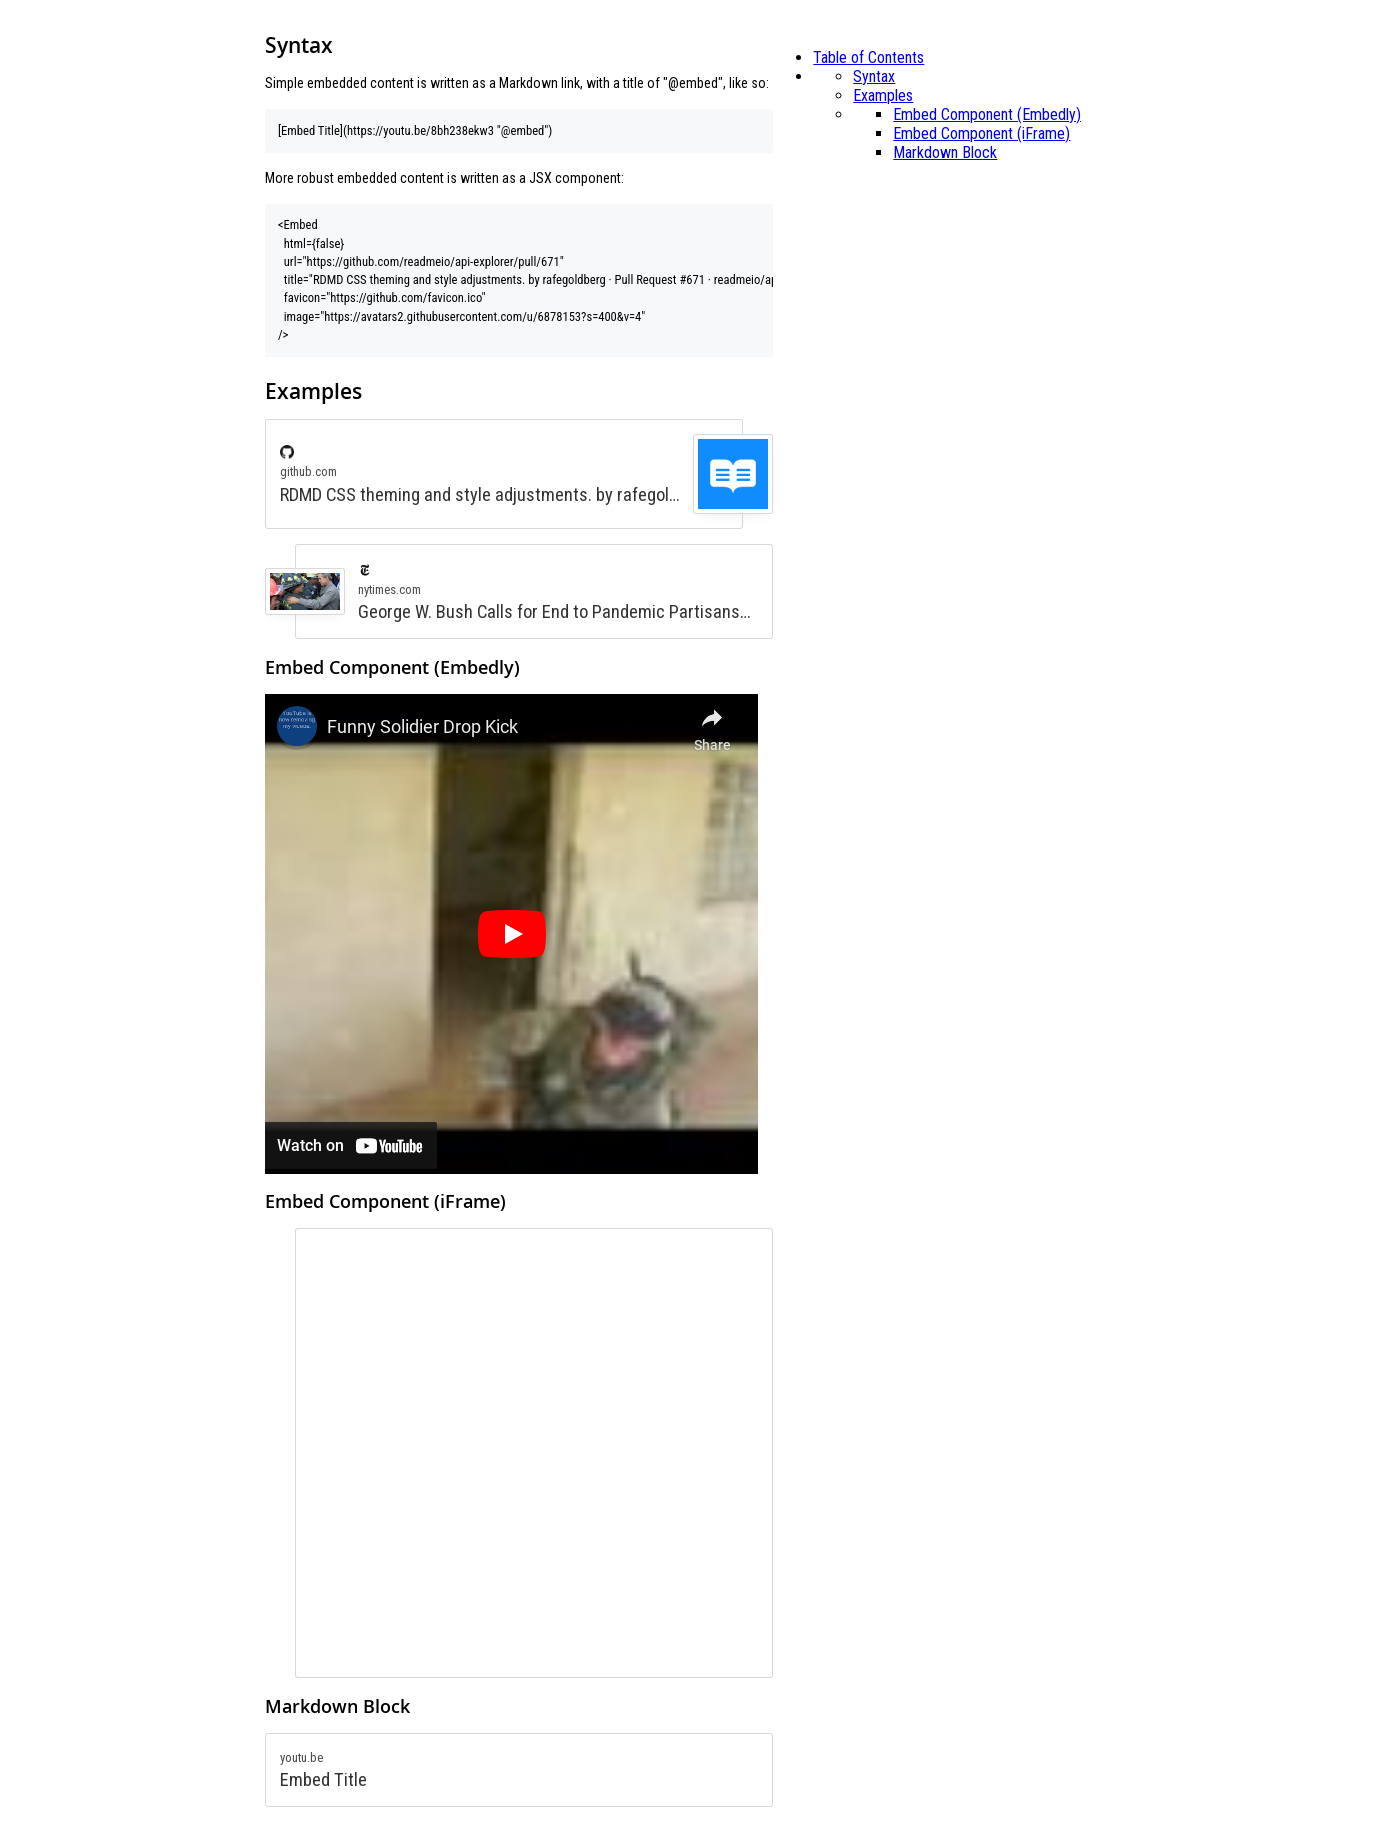 Syntax
Simple embedded content is written as a Markdown link, with a title of "@embed", like so:
[Embed Title](https://youtu.be/8bh238ekw3 "@embed")
More robust embedded content is written as a JSX component:
<Embed
  html={false}
  url="https://github.com/readmeio/api-explorer/pull/671"
  title="RDMD CSS theming and style adjustments. by rafegoldberg · Pull Request #671 · readmeio/ap
  favicon="https://github.com/favicon.ico"
  image="https://avatars2.githubusercontent.com/u/6878153?s=400&v=4"
/>
Examples
github.com
RDMD CSS theming and style adjustments. by rafegol...
nytimes.com
George W. Bush Calls for End to Pandemic Partisans...
Embed Component (Embedly)
YouTube is
now removing
my videos.
Funny Solidier Drop Kick
Share
Watch on YouTube
Embed Component (iFrame)
Markdown Block
youtu.be
Embed Title
Table of Contents
Syntax
Examples
Embed Component (Embedly)
Embed Component (iFrame)
Markdown Block